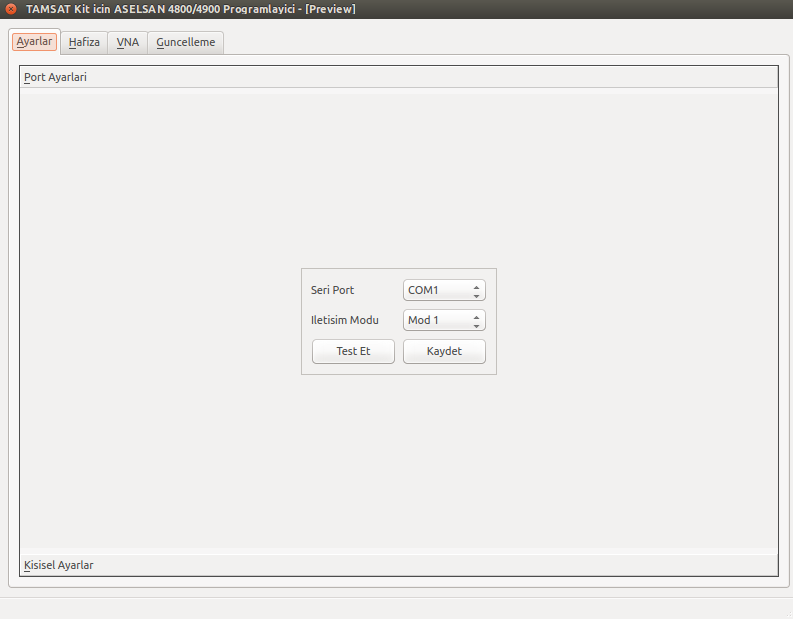 TAMSAT Kit icin ASELSAN 4800/4900 Programlayici - [Preview]
Ayarlar Hafiza VNA Guncelleme
Port Ayarlari
Seri Port COM1
Iletisim Modu Mod 1
Test Et Kaydet
Kisisel Ayarlar